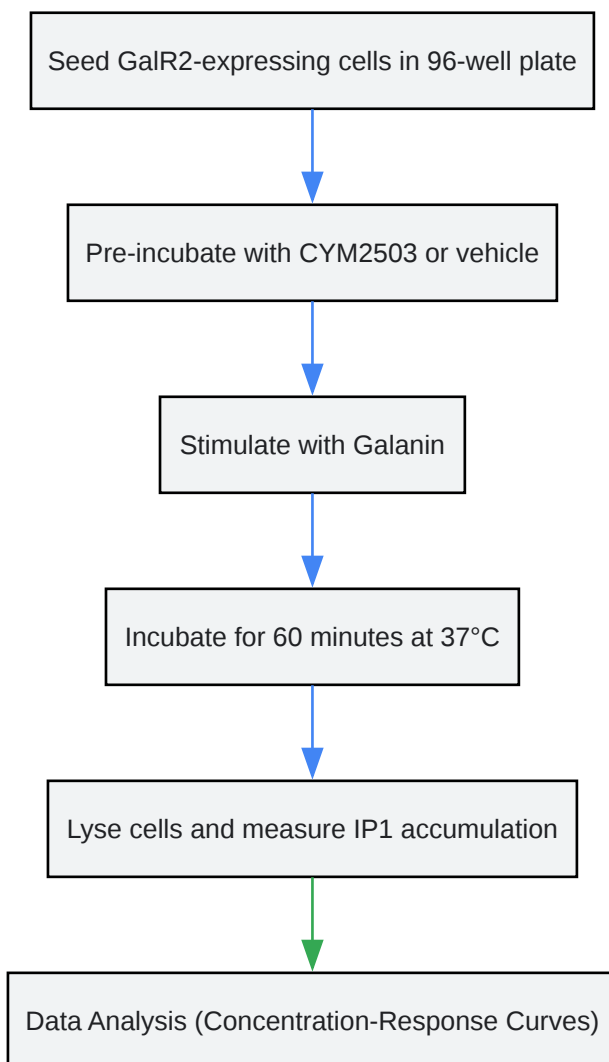 Seed GalR2-expressing cells in 96-well plate
Pre-incubate with CYM2503 or vehicle
Stimulate with Galanin
Incubate for 60 minutes at 37°C
Lyse cells and measure IP1 accumulation
Data Analysis (Concentration-Response Curves)